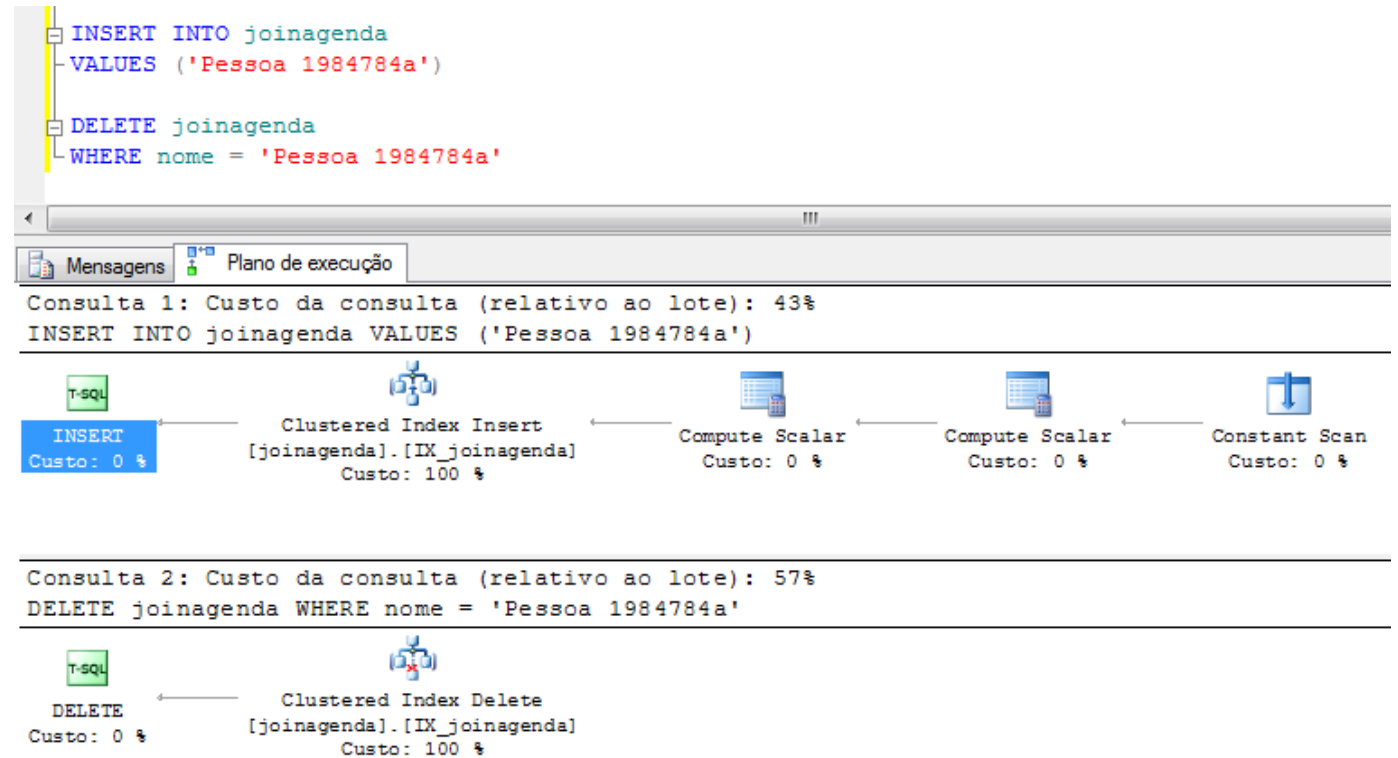 INSERT INTO joinagenda
VALUES ('Pessoa 1984784a')
DELETE joinagenda
WHERE nome = 'Pessoa 1984784a'
Mensagens
Plano de execução
Consulta 1: Custo da consulta (relativo ao lote): 43%
INSERT INTO joinagenda VALUES ('Pessoa 1984784a')
T-SQL
INSERT
Custo: 0 %
Clustered Index Insert
[joinagenda].[IX_joinagenda]
Custo: 100 %
Compute Scalar
Custo: 0 %
Compute Scalar
Custo: 0 %
Constant Scan
Custo: 0 %
Consulta 2: Custo da consulta (relativo ao lote): 57%
DELETE joinagenda WHERE nome = 'Pessoa 1984784a'
T-SQL
DELETE
Custo: 0 %
Clustered Index Delete
[joinagenda].[IX_joinagenda]
Custo: 100 %